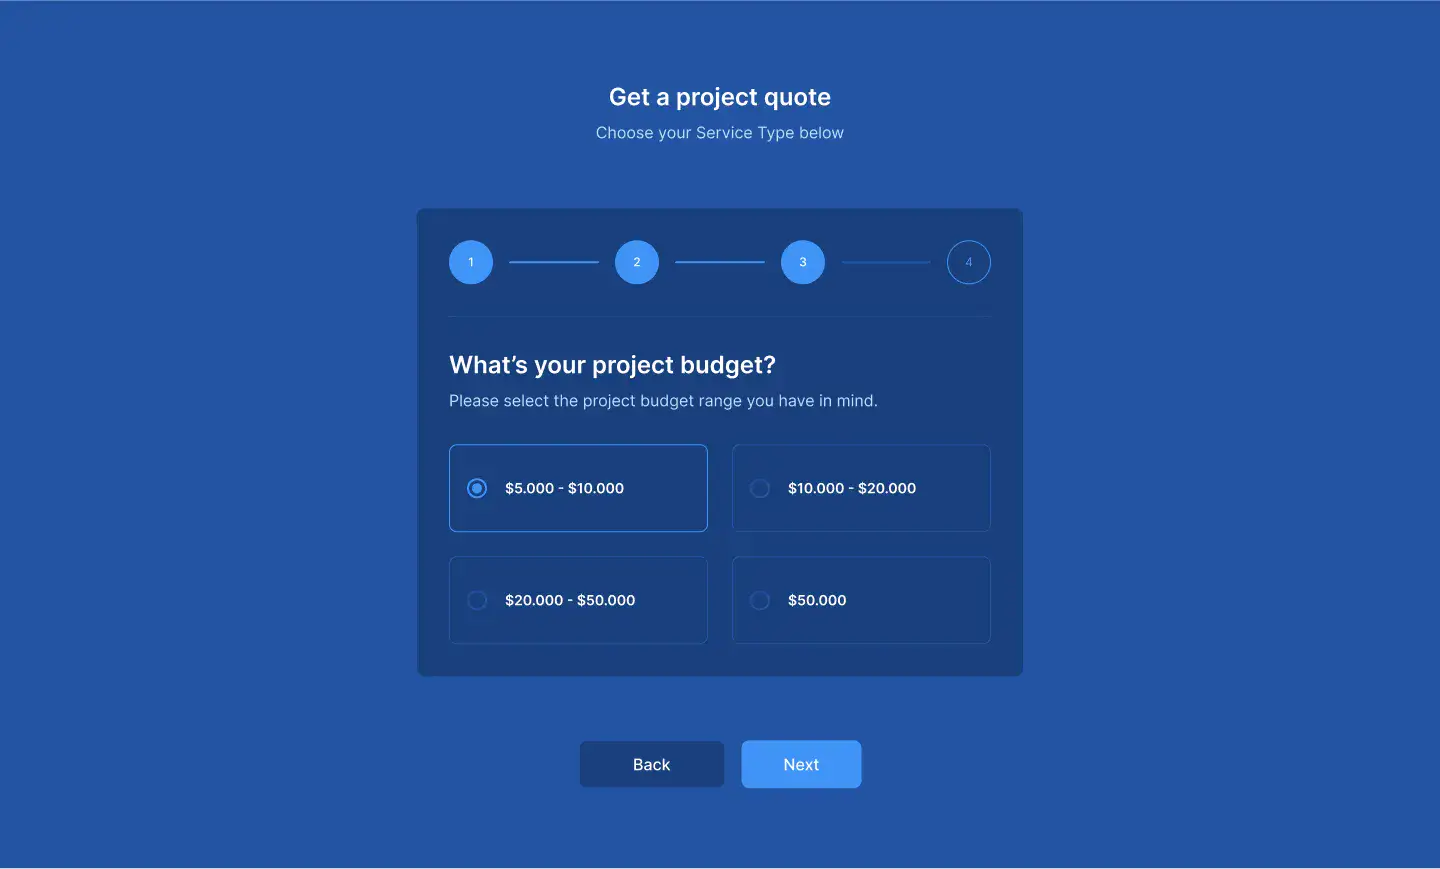 Get a project quote
Choose your Service Type below
1 2 3 4
What’s your project budget?
Please select the project budget range you have in mind.
$5.000 - $10.000
$10.000 - $20.000
$20.000 - $50.000
$50.000
Back
Next